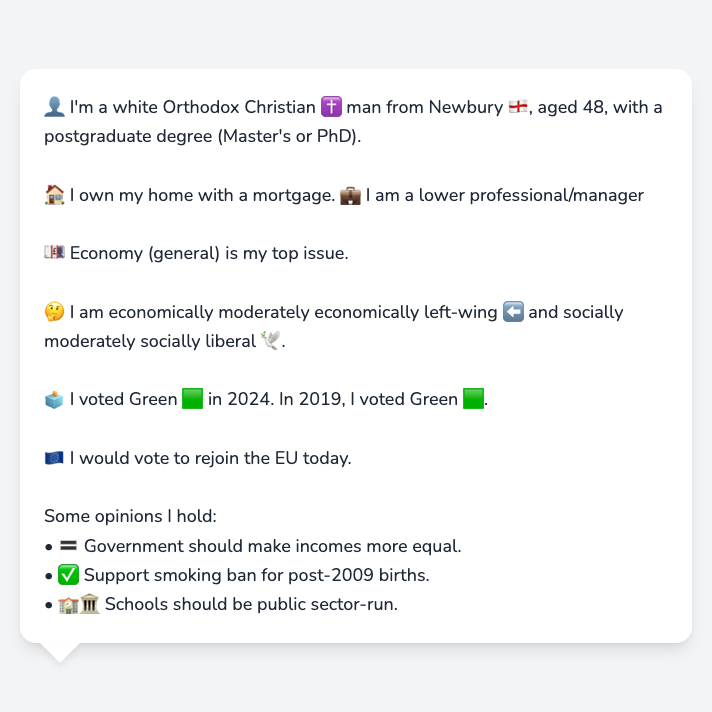 👤 I'm a white Orthodox Christian ✝️ man from Newbury 🏴󠁧󠁢󠁥󠁮󠁧󠁿, aged 48, with a
postgraduate degree (Master's or PhD).
🏠 I own my home with a mortgage. 💼 I am a lower professional/manager
💷 Economy (general) is my top issue.
🤔 I am economically moderately economically left-wing ⬅️ and socially
moderately socially liberal 🕊️.
🗳️ I voted Green 🟩 in 2024. In 2019, I voted Green 🟩.
🇪🇺 I would vote to rejoin the EU today.
Some opinions I hold:
• 🟰 Government should make incomes more equal.
• ✅ Support smoking ban for post-2009 births.
• 🏫🏛️ Schools should be public sector-run.